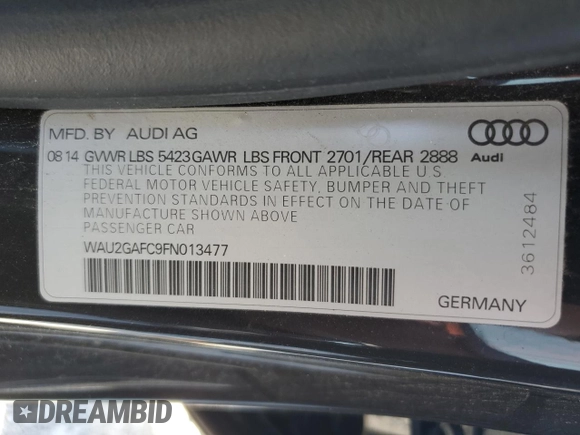 MFD. BY AUDI AG
08 14 GVWR LBS 5423 GAWR LBS FRONT 2701/REAR 2888
Audi
THIS VEHICLE CONFORMS TO ALL APPLICABLE U S
FEDERAL MOTOR VEHICLE SAFETY, BUMPER AND THEFT
PREVENTION STANDARDS IN EFFECT ON THE DATE OF
MANUFACTURE SHOWN ABOVE
PASSENGER CAR
WAU2GAFC9FN013477
3612484
GERMANY
DREAMBID